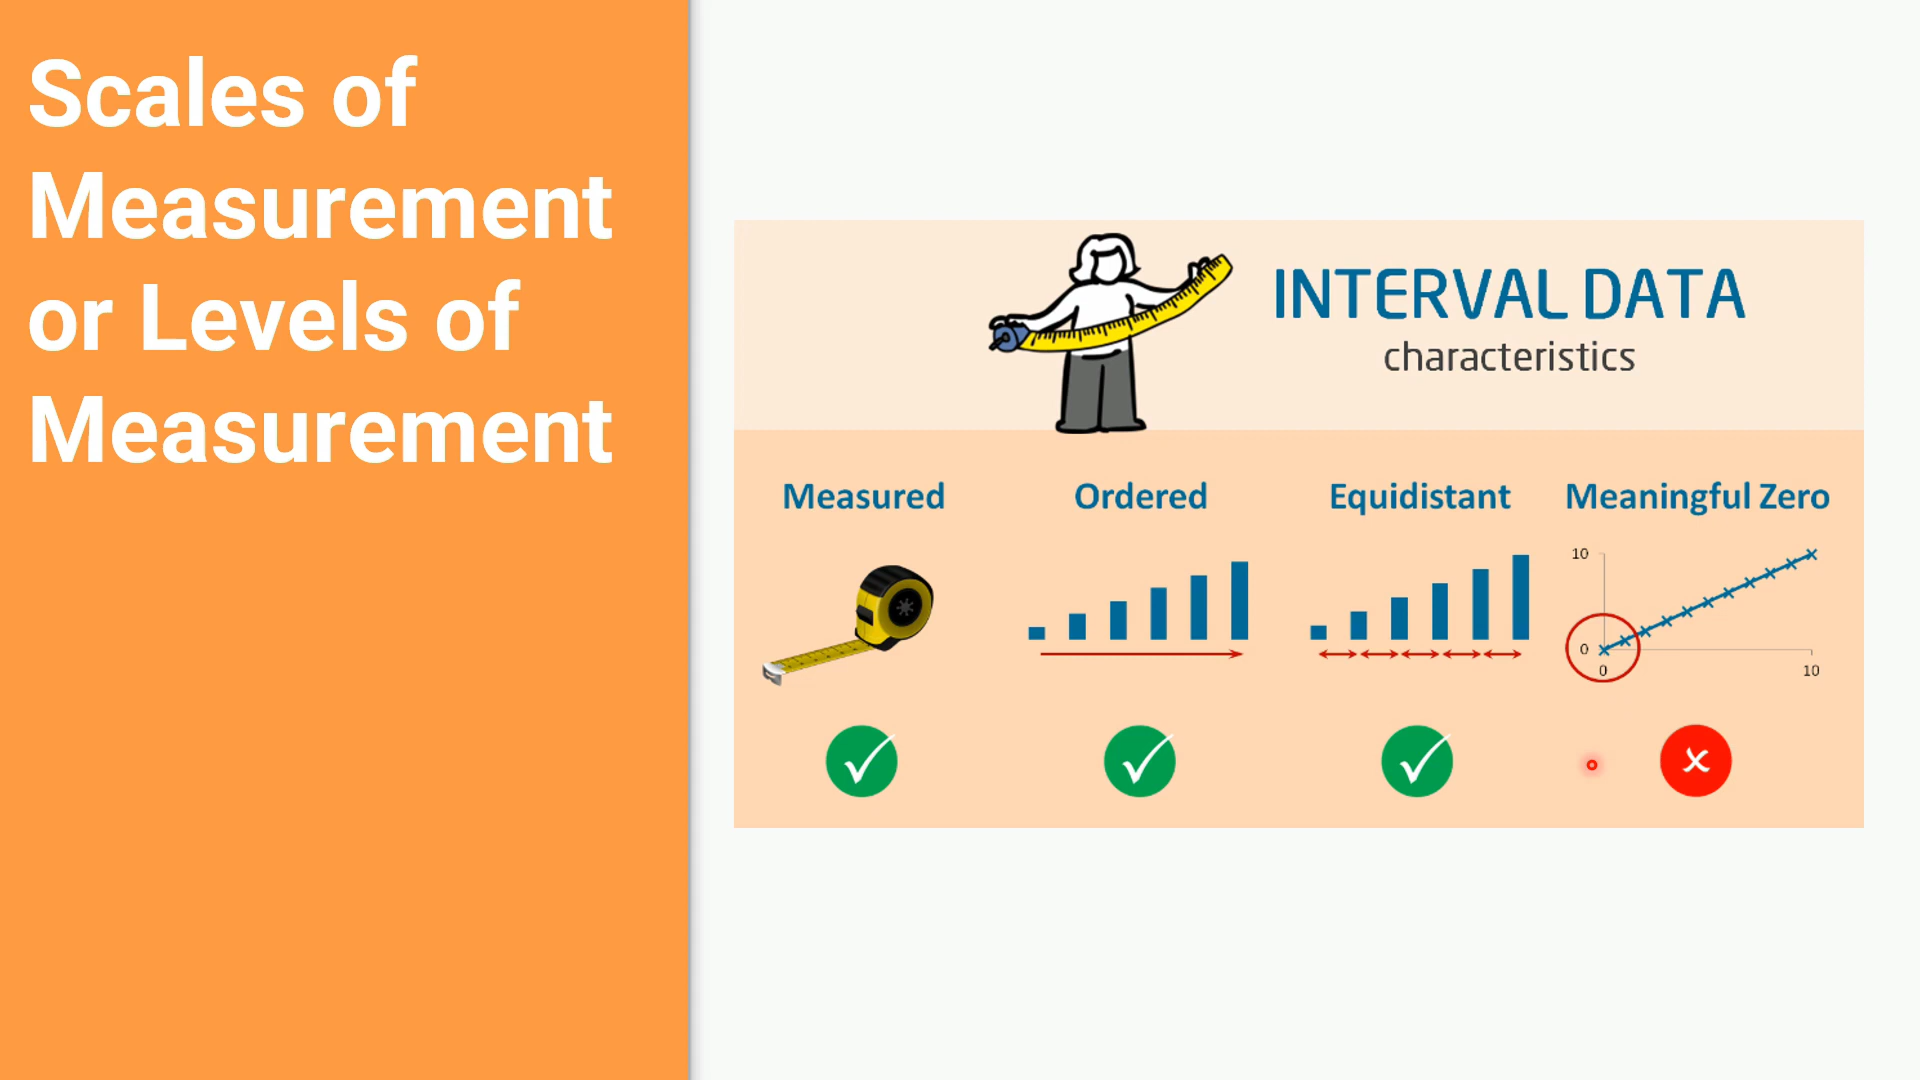 Scales of
Measurement
or Levels of
Measurement
INTERVAL DATA
characteristics
Measured
Ordered
Equidistant
Meaningful Zero
10
0
0
10